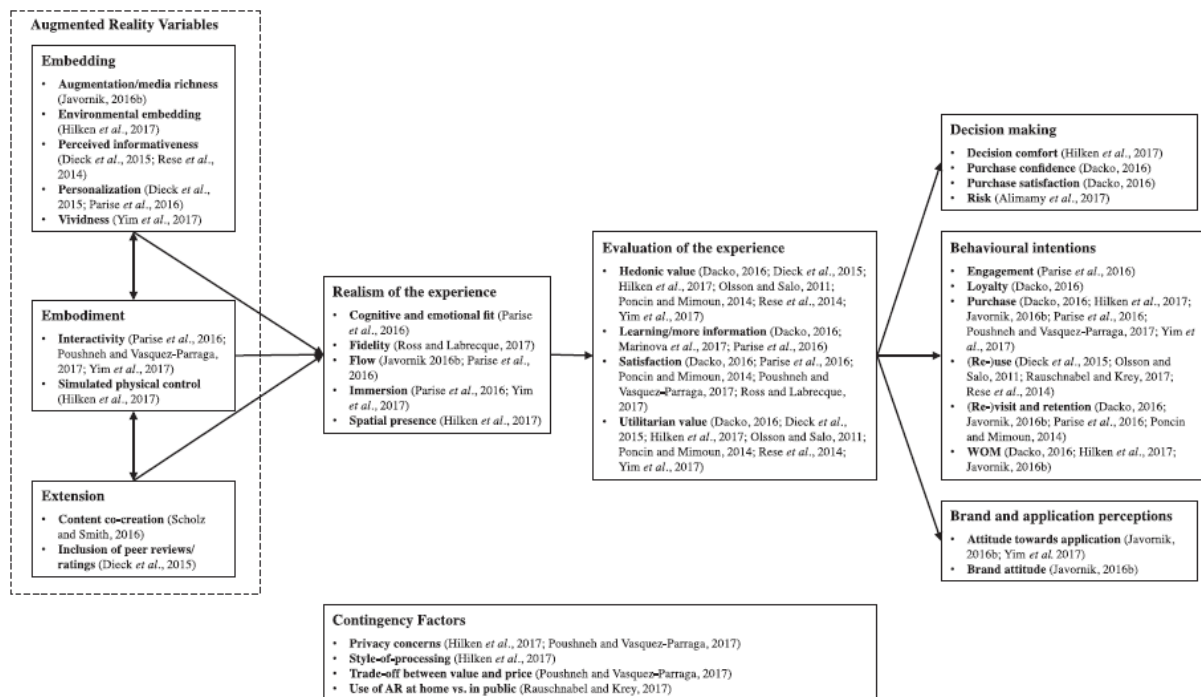 Augmented Reality Variables
Embedding
• Augmentation/media richness
(Javornik, 2016b)
• Environmental embedding
(Hilken et al., 2017)
• Perceived informativeness
(Dieck et al., 2015; Rese et al.,
2014)
• Personalization (Dieck et al.,
2015; Parise et al., 2016)
• Vividness (Yim et al., 2017)
Embodiment
• Interactivity (Parise et al., 2016;
Poushneh and Vasquez-Parraga,
2017; Yim et al., 2017)
• Simulated physical control
(Hilken et al., 2017)
Extension
• Content co-creation (Scholz
and Smith, 2016)
• Inclusion of peer reviews/
ratings (Dieck et al., 2015)
Realism of the experience
• Cognitive and emotional fit (Parise
et al., 2016)
• Fidelity (Ross and Labrecque, 2017)
• Flow (Javornik 2016b; Parise et al.,
2016)
• Immersion (Parise et al., 2016; Yim
et al., 2017)
• Spatial presence (Hilken et al., 2017)
Evaluation of the experience
• Hedonic value (Dacko, 2016; Dieck et al., 2015;
Hilken et al., 2017; Olsson and Salo, 2011;
Poncin and Mimoun, 2014; Rese et al., 2014;
Yim et al., 2017)
• Learning/more information (Dacko, 2016;
Marinova et al., 2017; Parise et al., 2016)
• Satisfaction (Dacko, 2016; Parise et al., 2016;
Poncin and Mimoun, 2014; Poushneh and
Vasquez-Parraga, 2017; Ross and Labrecque,
2017)
• Utilitarian value (Dacko, 2016; Dieck et al.,
2015; Hilken et al., 2017; Olsson and Salo, 2011;
Poncin and Mimoun, 2014; Rese et al., 2014;
Yim et al., 2017)
Decision making
• Decision comfort (Hilken et al., 2017)
• Purchase confidence (Dacko, 2016)
• Purchase satisfaction (Dacko, 2016)
• Risk (Alimamy et al., 2017)
Behavioural intentions
• Engagement (Parise et al., 2016)
• Loyalty (Dacko, 2016)
• Purchase (Dacko, 2016; Hilken et al., 2017;
Javornik, 2016b; Parise et al., 2016;
Poushneh and Vasquez-Parraga, 2017; Yim et
al., 2017)
• (Re-)use (Dieck et al., 2015; Olsson and
Salo, 2011; Rauschnabel and Krey, 2017;
Rese et al., 2014)
• (Re-)visit and retention (Dacko, 2016;
Javornik, 2016b; Parise et al., 2016; Poncin
and Mimoun, 2014)
• WOM (Dacko, 2016; Hilken et al., 2017;
Javornik, 2016b)
Brand and application perceptions
• Attitude towards application (Javornik,
2016b; Yim et al. 2017)
• Brand attitude (Javornik, 2016b)
Contingency Factors
• Privacy concerns (Hilken et al., 2017; Poushneh and Vasquez-Parraga, 2017)
• Style-of-processing (Hilken et al., 2017)
• Trade-off between value and price (Poushneh and Vasquez-Parraga, 2017)
• Use of AR at home vs. in public (Rauschnabel and Krey, 2017)